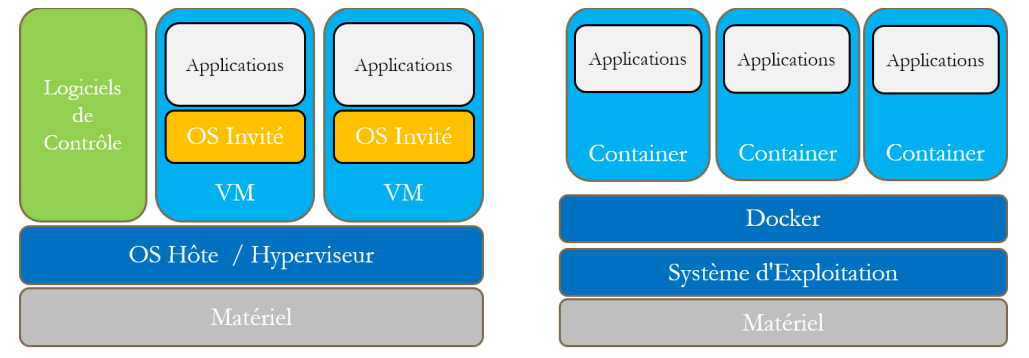 Logiciels
de
Contrôle
Applications
OS Invité
VM
Applications
OS Invité
VM
OS Hôte / Hyperviseur
Matériel
Applications
Container
Applications
Container
Applications
Container
Docker
Système d'Exploitation
Matériel